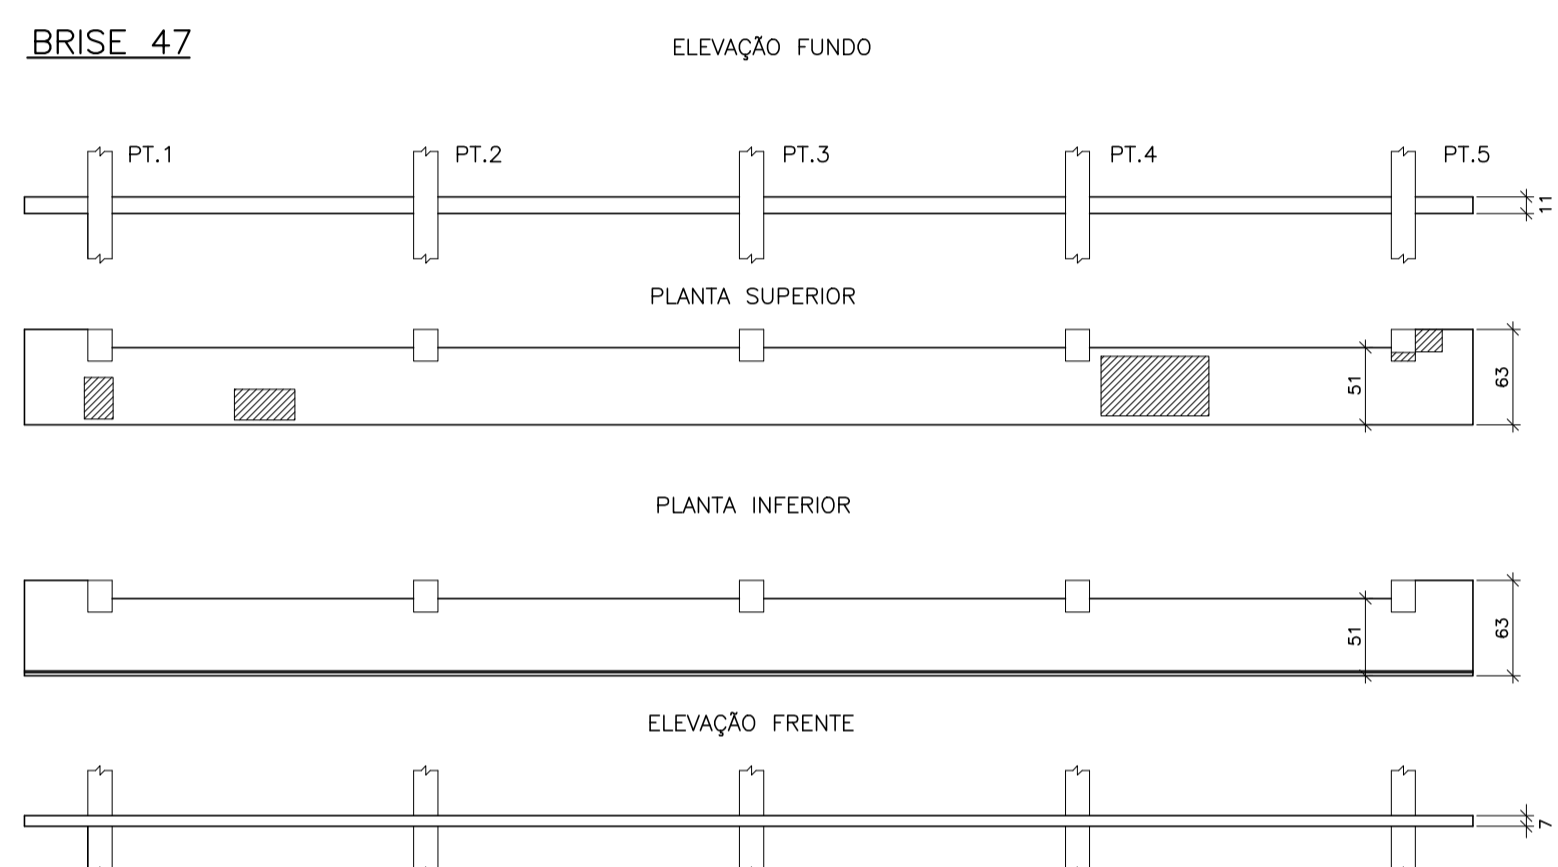 BRISE 47
ELEVAÇÃO FUNDO
PT.1 PT.2 PT.3 PT.4 PT.5
11
PLANTA SUPERIOR
51 63
PLANTA INFERIOR
51 63
ELEVAÇÃO FRENTE
7